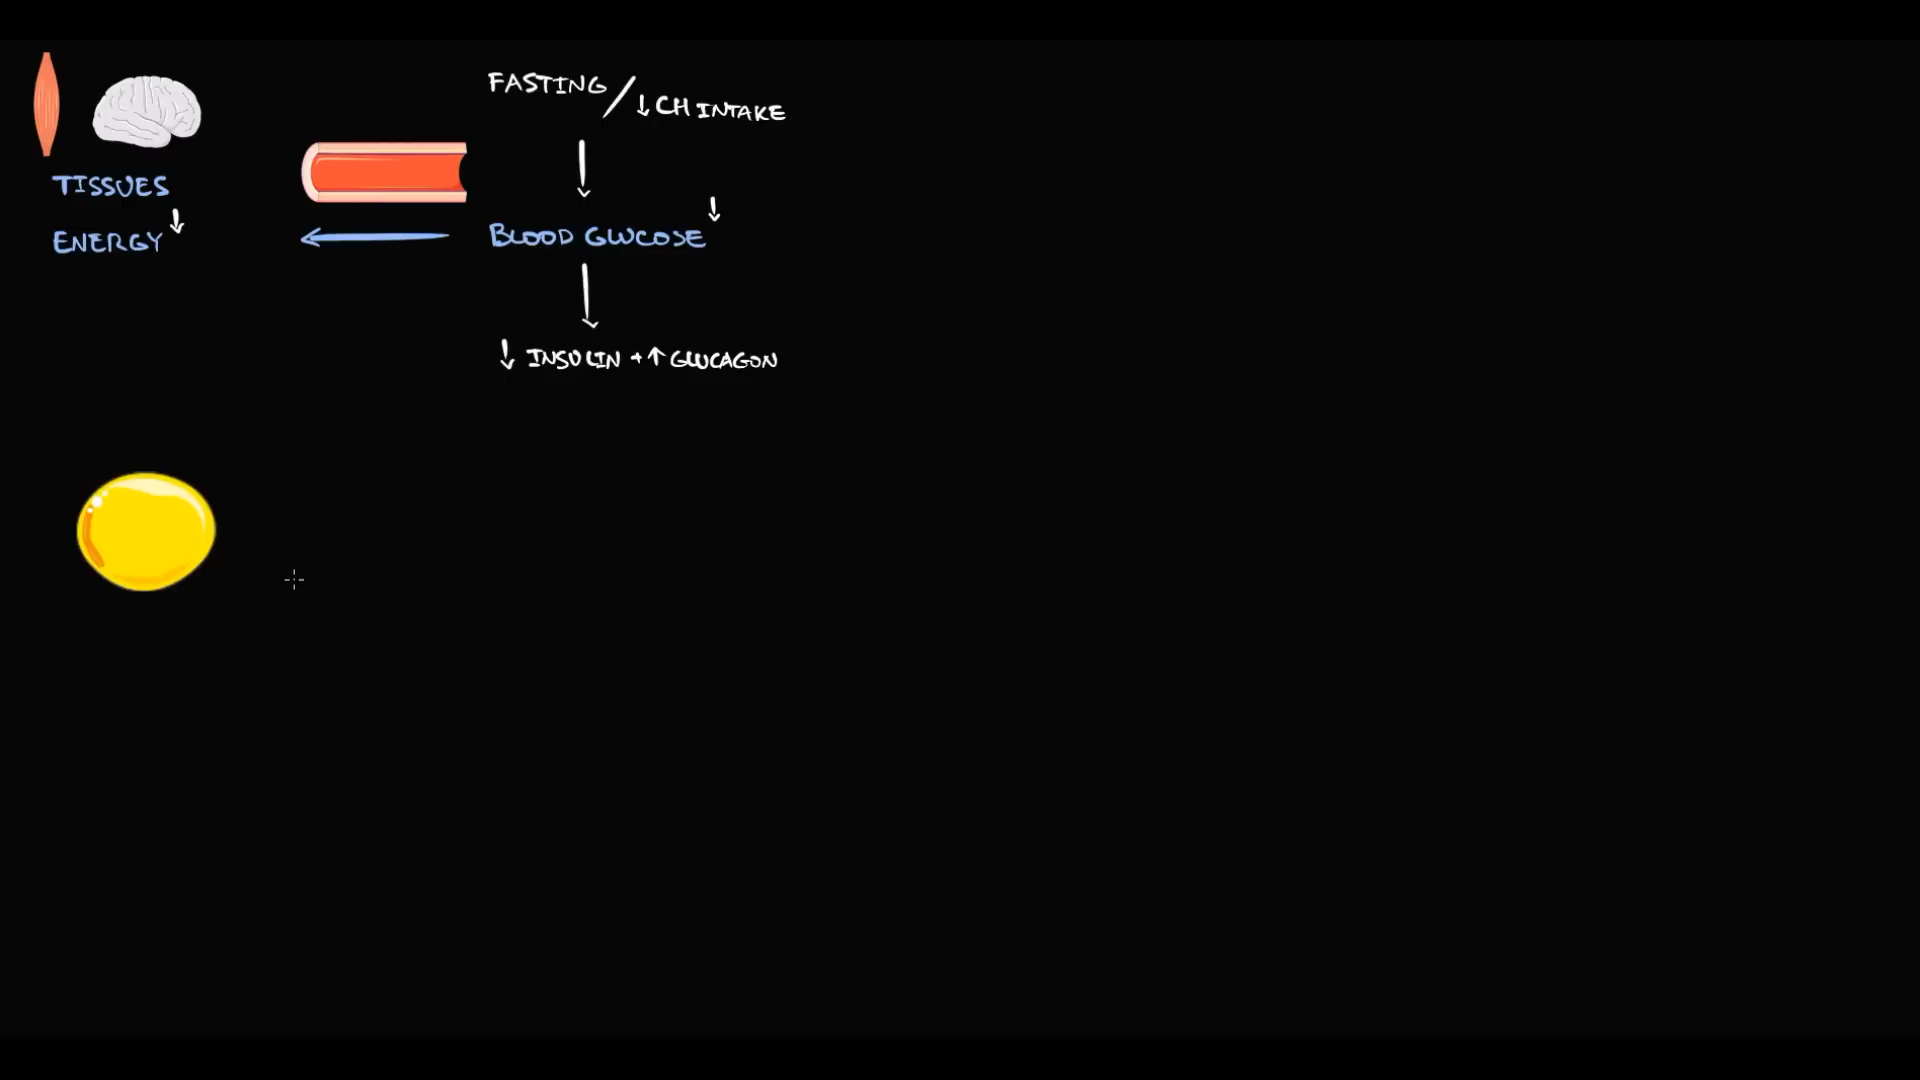 FASTING / ↓ CH INTAKE
TISSUES
ENERGY ↓
BLOOD GLUCOSE ↓
↓ INSULIN + ↑ GLUCAGON